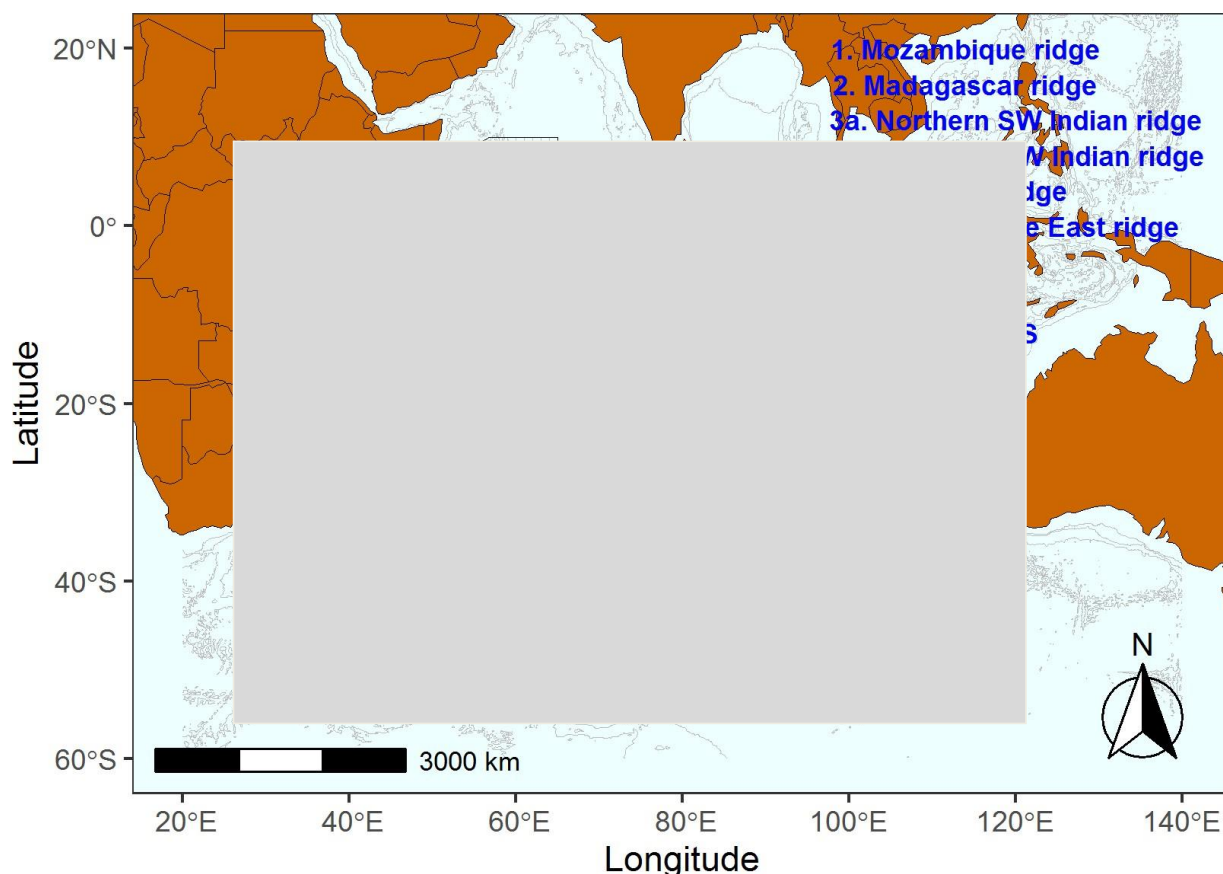 20°N
0°
20°S
40°S
60°S
Latitude
1. Mozambique ridge
2. Madagascar ridge
3a. Northern SW Indian ridge
Indian ridge
East ridge
N
3000 km
20°E
40°E
60°E
80°E
100°E
120°E
140°E
Longitude